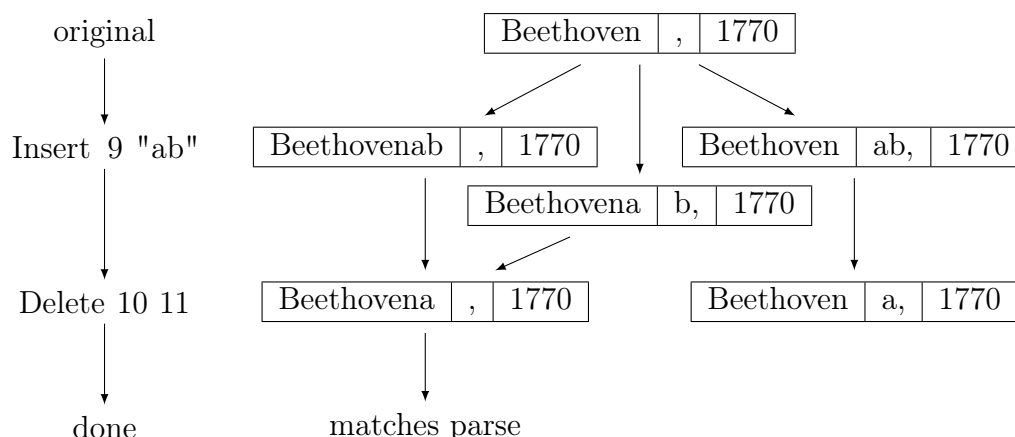 original
Beethoven , 1770
Insert 9 "ab"
Beethovenab , 1770
Beethoven ab, 1770
Beethovena b, 1770
Delete 10 11
Beethovena , 1770
Beethoven a, 1770
done
matches parse